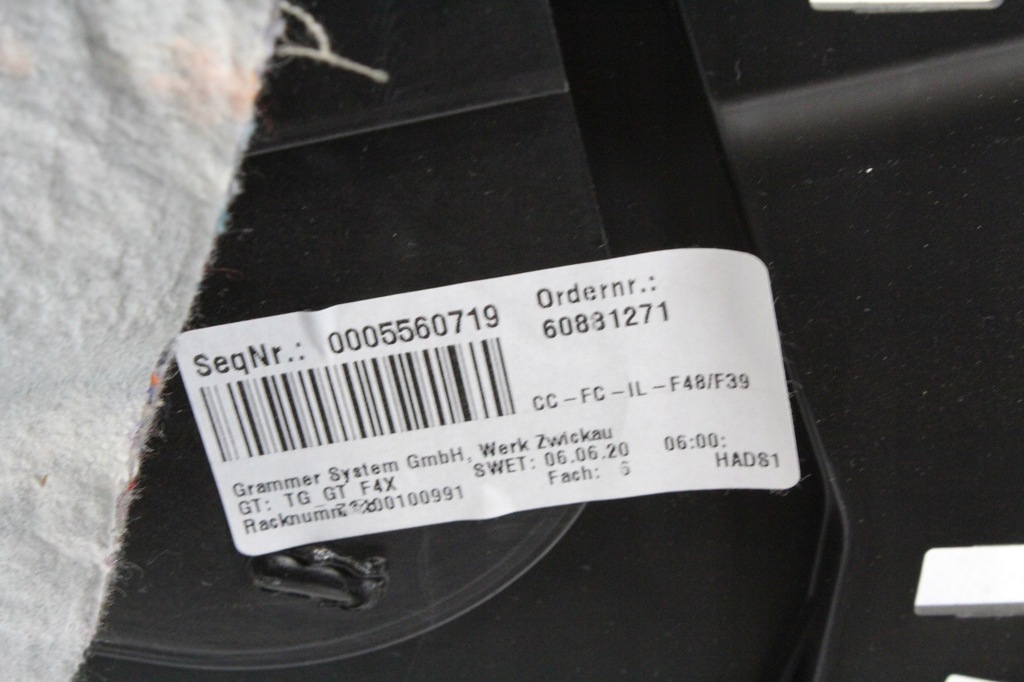 SeqNr.: 0005560719
Ordernr.:
60881271
CC-FC-IL-F48/F39
Grammer System GmbH, Werk Zwickau
GT: TG_GT_F4X SWET: 06.06.20 06:00:
Fach: 6 HADS1